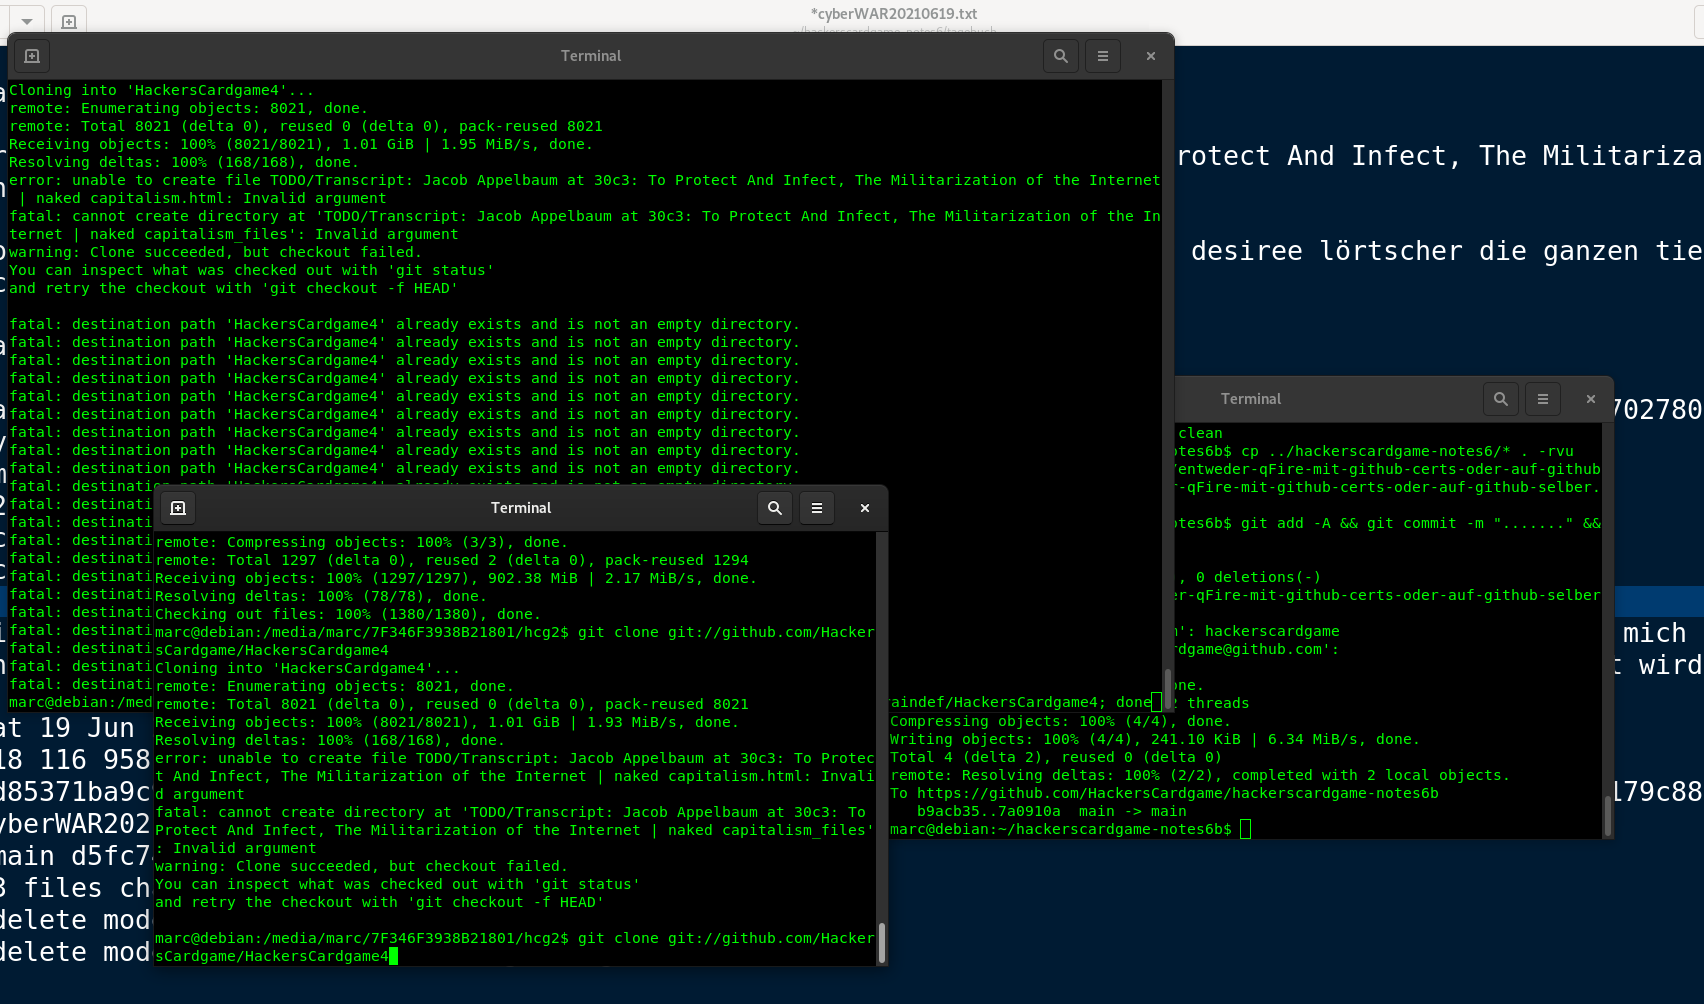 *cyberWAR20210619.txt
~/hackerscardgame-notes6/tagebuch
Terminal
Cloning into 'HackersCardgame4'...
remote: Enumerating objects: 8021, done.
remote: Total 8021 (delta 0), reused 0 (delta 0), pack-reused 8021
Receiving objects: 100% (8021/8021), 1.01 GiB | 1.95 MiB/s, done.
Resolving deltas: 100% (168/168), done.
error: unable to create file TODO/Transcript: Jacob Appelbaum at 30c3: To Protect And Infect, The Militarization of the Internet
| naked capitalism.html: Invalid argument
fatal: cannot create directory at 'TODO/Transcript: Jacob Appelbaum at 30c3: To Protect And Infect, The Militarization of the In
ternet | naked capitalism_files': Invalid argument
warning: Clone succeeded, but checkout failed.
You can inspect what was checked out with 'git status'
and retry the checkout with 'git checkout -f HEAD'
fatal: destination path 'HackersCardgame4' already exists and is not an empty directory.
fatal: destination path 'HackersCardgame4' already exists and is not an empty directory.
fatal: destination path 'HackersCardgame4' already exists and is not an empty directory.
fatal: destination path 'HackersCardgame4' already exists and is not an empty directory.
fatal: destination path 'HackersCardgame4' already exists and is not an empty directory.
fatal: destination path 'HackersCardgame4' already exists and is not an empty directory.
fatal: destination path 'HackersCardgame4' already exists and is not an empty directory.
fatal: destination path 'HackersCardgame4' already exists and is not an empty directory.
fatal: destination path 'HackersCardgame4' already exists and is not an empty directory.
fatal: destination path 'HackersCardgame4' already exists and is not an empty directory.
fatal: destinati
fatal: destinati
fatal: destinati
fatal: destinati
fatal: destinati
fatal: destinati
fatal: destinati
fatal: destinati
fatal: destinati
fatal: destinati
fatal: destinati
marc@debian:/med
raindef/HackersCardgame4; done
Terminal
remote: Compressing objects: 100% (3/3), done.
remote: Total 1297 (delta 0), reused 2 (delta 0), pack-reused 1294
Receiving objects: 100% (1297/1297), 902.38 MiB | 2.17 MiB/s, done.
Resolving deltas: 100% (78/78), done.
Checking out files: 100% (1380/1380), done.
marc@debian:/media/marc/7F346F3938B21801/hcg2$ git clone git://github.com/Hacker
sCardgame/HackersCardgame4
Cloning into 'HackersCardgame4'...
remote: Enumerating objects: 8021, done.
remote: Total 8021 (delta 0), reused 0 (delta 0), pack-reused 8021
Receiving objects: 100% (8021/8021), 1.01 GiB | 1.93 MiB/s, done.
Resolving deltas: 100% (168/168), done.
error: unable to create file TODO/Transcript: Jacob Appelbaum at 30c3: To Protec
t And Infect, The Militarization of the Internet | naked capitalism.html: Invali
d argument
fatal: cannot create directory at 'TODO/Transcript: Jacob Appelbaum at 30c3: To
Protect And Infect, The Militarization of the Internet | naked capitalism_files'
: Invalid argument
warning: Clone succeeded, but checkout failed.
You can inspect what was checked out with 'git status'
and retry the checkout with 'git checkout -f HEAD'
marc@debian:/media/marc/7F346F3938B21801/hcg2$ git clone git://github.com/Hacker
sCardgame/HackersCardgame4
Terminal
clean
otes6b$ cp ../hackerscardgame-notes6/* . -rvu
/entweder-qFire-mit-github-certs-oder-auf-github
r-qFire-mit-github-certs-oder-auf-github-selber.
otes6b$ git add -A && git commit -m "......." &&
, 0 deletions(-)
er-qFire-mit-github-certs-oder-auf-github-selber
m': hackerscardgame
rdgame@github.com':
one.
2 threads
Compressing objects: 100% (4/4), done.
Writing objects: 100% (4/4), 241.10 KiB | 6.34 MiB/s, done.
Total 4 (delta 2), reused 0 (delta 0)
remote: Resolving deltas: 100% (2/2), completed with 2 local objects.
To https://github.com/HackersCardgame/hackerscardgame-notes6b
b9acb35..7a0910a main -> main
marc@debian:~/hackerscardgame-notes6b$
rotect And Infect, The Militariza
desiree lörtscher die ganzen tie
702780
mich
t wird
at 19 Jun
18 116 958
d85371ba9c
179c88
yberWAR202
main d5fc7
3 files ch
delete mod
delete mod